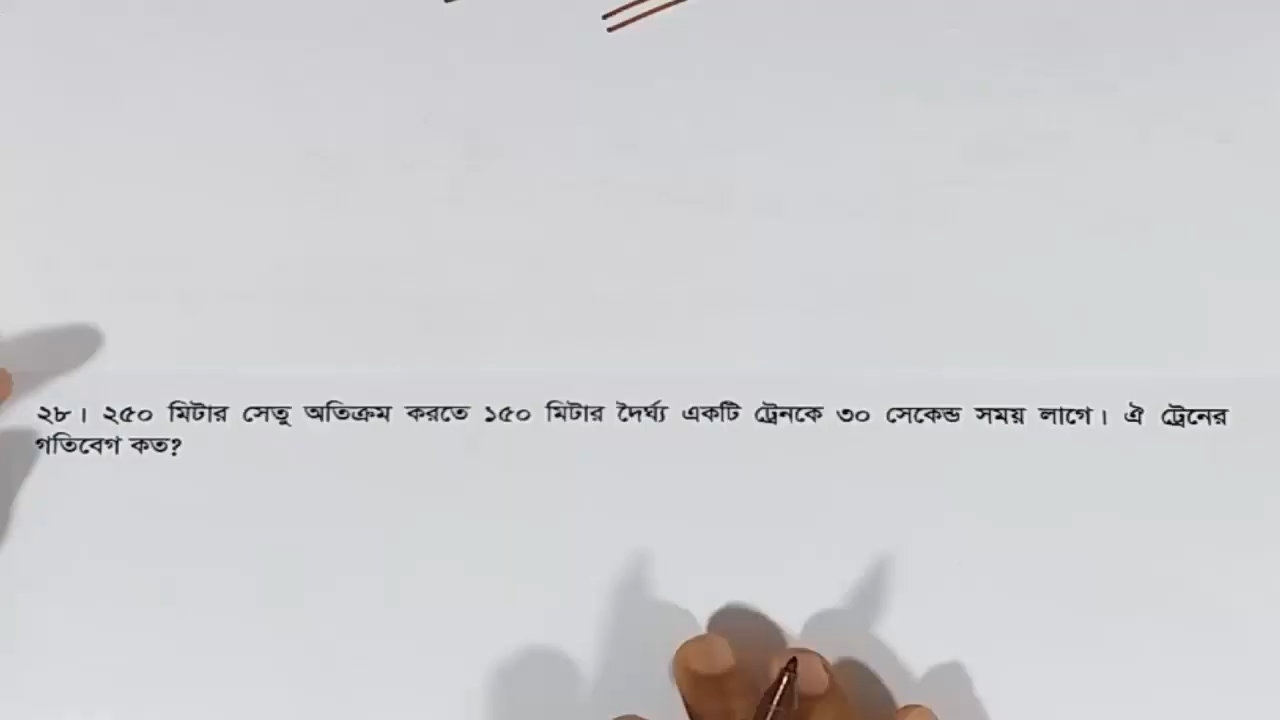 ২৮। ২৫০ মিটার সেতু অতিক্রম করতে ১৫০ মিটার দৈর্ঘ্য একটি ট্রেনকে ৩০ সেকেন্ড সময় লাগে। ঐ ট্রেনের
গতিবেগ কত?